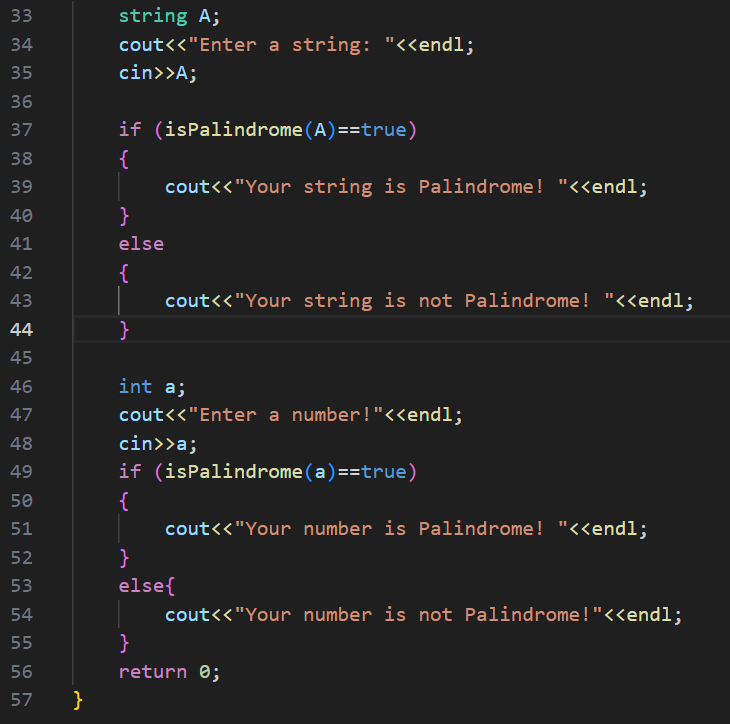 33 string A;
34 cout<<"Enter a string: "<<endl;
35 cin>>A;
36
37 if (isPalindrome(A)==true)
38 {
39 cout<<"Your string is Palindrome! "<<endl;
40 }
41 else
42 {
43 cout<<"Your string is not Palindrome! "<<endl;
44 }
45
46 int a;
47 cout<<"Enter a number!"<<endl;
48 cin>>a;
49 if (isPalindrome(a)==true)
50 {
51 cout<<"Your number is Palindrome! "<<endl;
52 }
53 else{
54 cout<<"Your number is not Palindrome!"<<endl;
55 }
56 return 0;
57 }